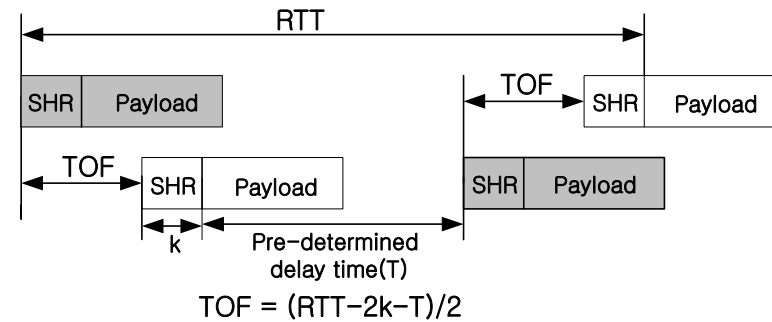 RTT
SHR Payload
TOF
SHR Payload
TOF
SHR Payload
SHR Payload
k
Pre-determined
delay time(T)
TOF = (RTT-2k-T)/2